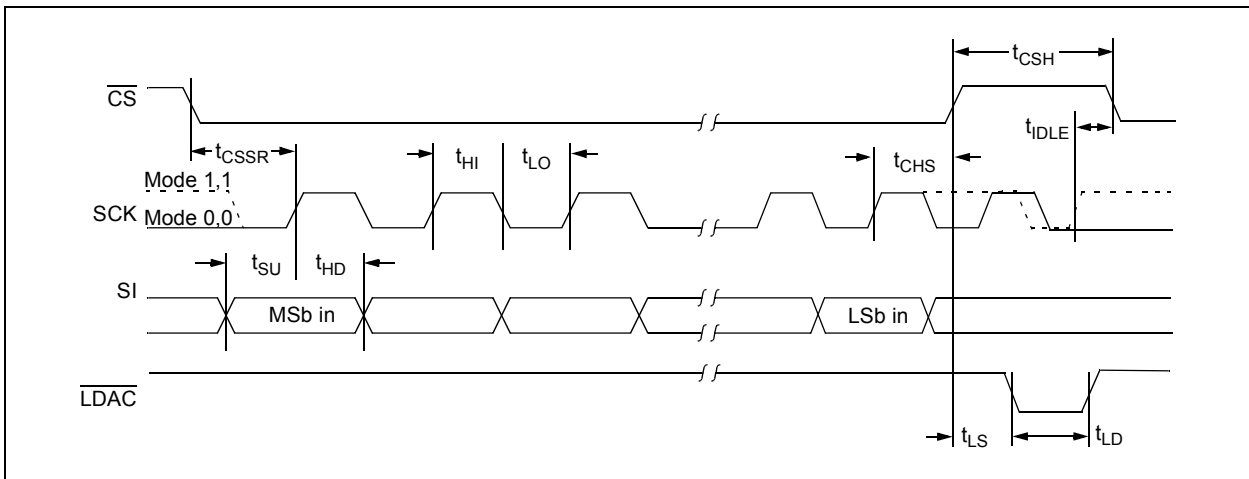 tCSH
CS
tIDLE
tCSSR
tHI
tLO
tCHS
Mode 1,1
SCK
Mode 0,0
tSU
tHD
SI
MSb in
LSb in
LDAC
tLS
tLD